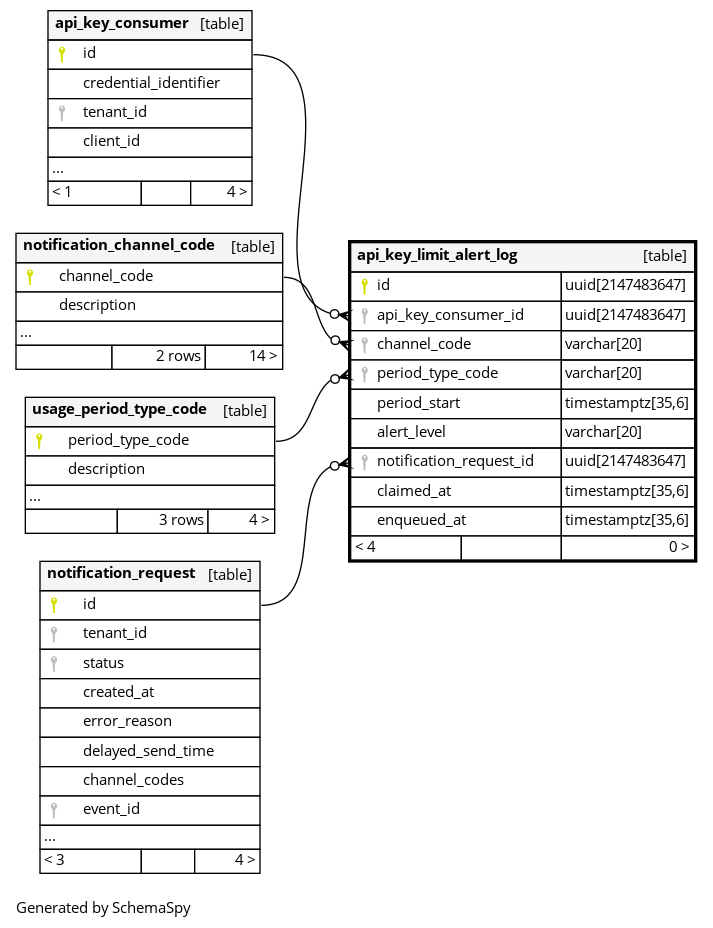 api_key_consumer [table]
id
credential_identifier
tenant_id
client_id
...
< 1 4 >
notification_channel_code [table]
channel_code
description
...
2 rows 14 >
usage_period_type_code [table]
period_type_code
description
...
3 rows 4 >
notification_request [table]
id
tenant_id
status
created_at
error_reason
delayed_send_time
channel_codes
event_id
...
< 3 4 >
api_key_limit_alert_log [table]
id uuid[2147483647]
api_key_consumer_id uuid[2147483647]
channel_code varchar[20]
period_type_code varchar[20]
period_start timestamptz[35,6]
alert_level varchar[20]
notification_request_id uuid[2147483647]
claimed_at timestamptz[35,6]
enqueued_at timestamptz[35,6]
< 4 0 >
Generated by SchemaSpy